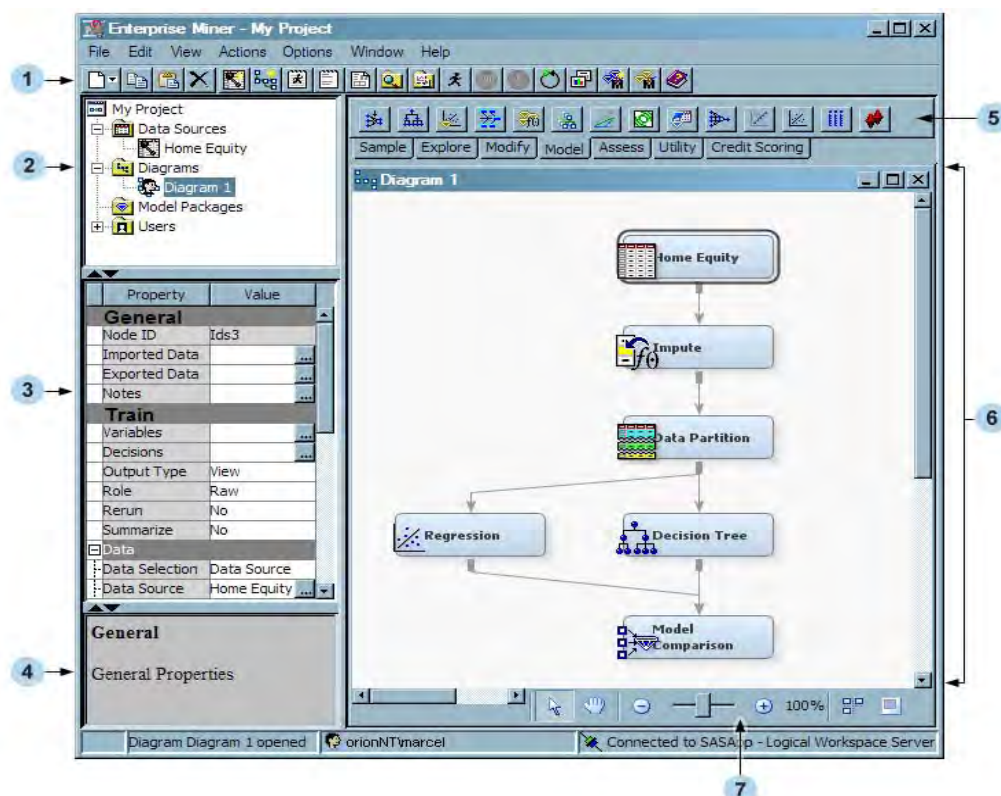 Enterprise Miner - My Project
File Edit View Actions Options Window Help
1
My Project
Data Sources
Home Equity
2
Diagrams
Diagram 1
Model Packages
Users
5
Sample Explore Modify Model Assess Utility Credit Scoring
Diagram 1
Home Equity
Impute
Data Partition
Regression
Decision Tree
Model
Comparison
6
Property Value
General
Node ID Ids3
Imported Data ...
Exported Data ...
3
Notes ...
Train
Variables ...
Decisions ...
Output Type View
Role Raw
Rerun No
Summarize No
Data
Data Selection Data Source
Data Source Home Equity ...
General
4
General Properties
100%
Diagram Diagram 1 opened
orionNT\marcel
Connected to SASApp - Logical Workspace Server
7